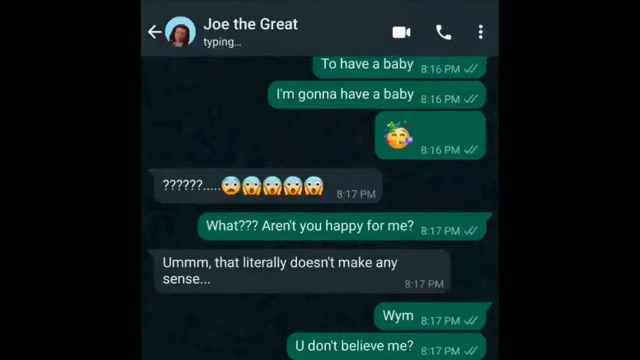 Joe the Great
typing...
To have a baby
8:16 PM
I'm gonna have a baby
8:16 PM
8:16 PM
??????.....😨😱😱😱😱
8:17 PM
What??? Aren't you happy for me?
8:17 PM
Ummm, that literally doesn't make any
sense...
8:17 PM
Wym
8:17 PM
U don't believe me?
8:17 PM